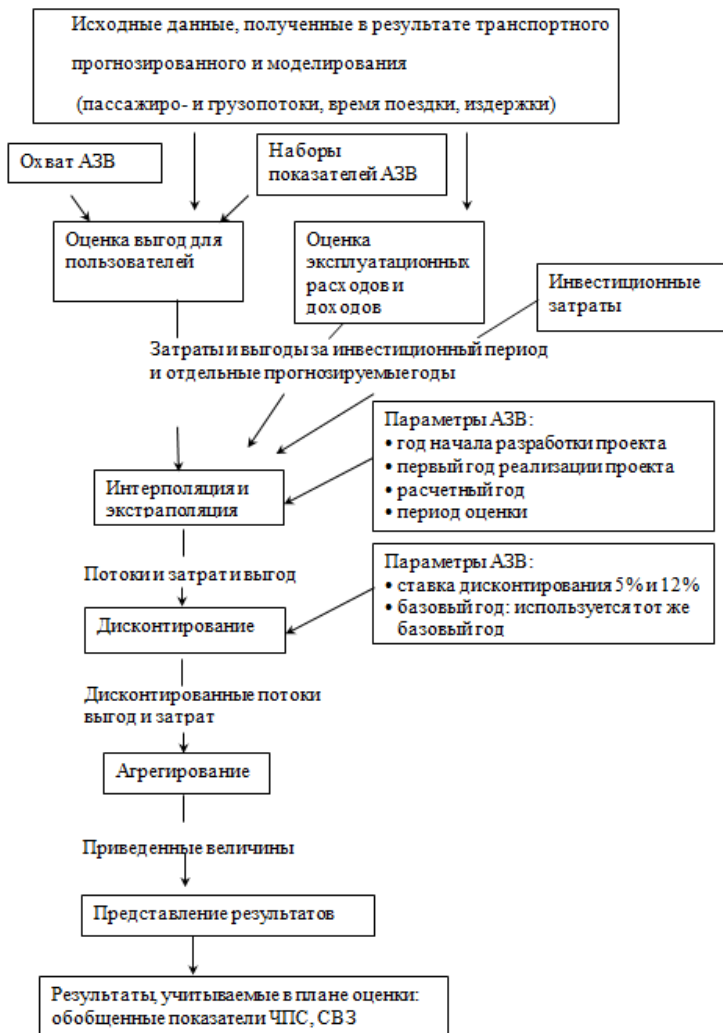 Исходные данные, полученные в результате транспортного
прогнозированного и моделирования
(пассажиро- и грузопотоки, время поездки, издержки)
Охват АЗВ
Наборы
показателей АЗВ
Оценка выгод для
пользователей
Оценка
эксплуатационных
расходов и
доходов
Инвестиционные
затраты
Затраты и выгоды за инвестиционный период
и отдельные прогнозируемые годы
Параметры АЗВ:
• год начала разработки проекта
• первый год реализации проекта
• расчетный год
• период оценки
Интерполяция и
экстраполяция
Потоки и затрат и выгод
Параметры АЗВ:
• ставка дисконтирования 5% и 12%
• базовый год: используется тот же
базовый год
Дисконтирование
Дисконтированные потоки
выгод и затрат
Агрегирование
Приведенные величины
Представление результатов
Результаты, учитываемые в плане оценки:
обобщенные показатели ЧПС, СВЗ